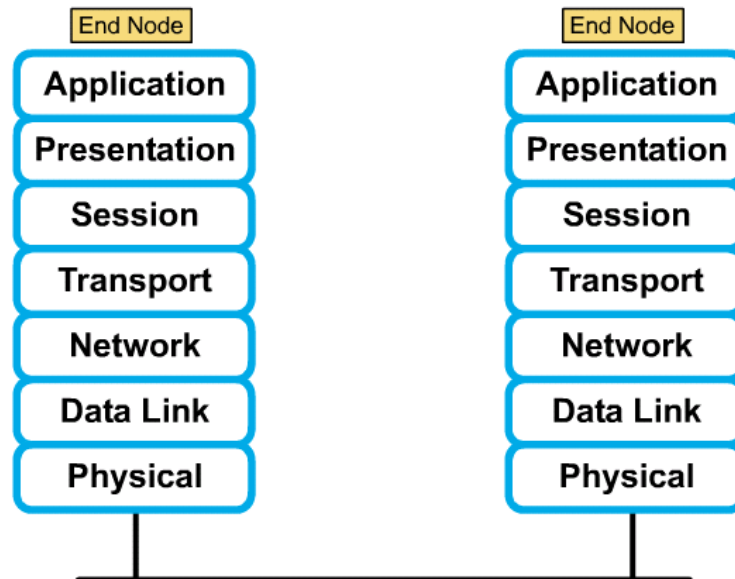 End Node
Application
Presentation
Session
Transport
Network
Data Link
Physical
End Node
Application
Presentation
Session
Transport
Network
Data Link
Physical